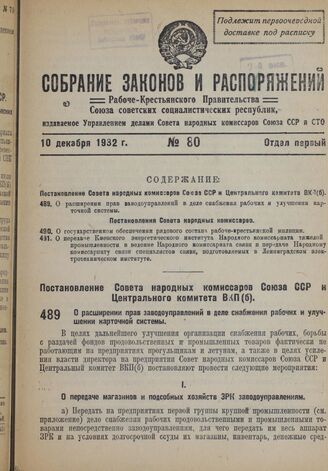 Подлежит первоочередной
доставке под расписку
СОБРАНИЕ ЗАКОНОВ И РАСПОРЯЖЕНИЙ
Рабоче-Крестьянского Правительства
Союза советских социалистических республик,
издаваемое Управлением делами Совета народных комиссаров Союза ССР и СТО
10 декабря 1932 г. № 80 Отдел первый
СОДЕРЖАНИЕ:
Постановление Совета народных комиссаров Союза ССР и Центрального комитета ВКП(б).
489. О расширении прав заводоуправлений в деле снабжения рабочих и улучшении карточной системы.
Постановления Совета народных комиссаров.
490. О государственном обеспечении рядового состава рабоче-крестьянской милиции.
491. О передаче Киевского энергетического института Народного комиссариата тяжелой
промышленности в ведение Народного комиссариата связи и передаче Народному
комиссариату связи специалистов связи, подготовляемых в Ленинградском электротехническом институте.
Постановление Совета народных комиссаров Союза ССР и
Центрального комитета ВКП(б).
489 О расширении прав заводоуправлений в деле снабжения рабочих и улучшении карточной системы.
В целях дальнейшего улучшения организации снабжения рабочих, борьбы
с раздачей фондов продовольственных и промышленных товаров фактически не
работающим на предприятиях прогульщикам и летунам, а также в целях усиления
власти директора на предприятии Совет народных комиссаров Союза ССР и
Центральный комитет ВКП(б) постановляют провести следующие мероприятия:
I.
О передаче магазинов и подсобных хозяйств ЗРК заводоуправлениям.
а) Передать на предприятиях первой группы крупной промышленности (см.
приложение) дело снабжения рабочих продовольственными и промышленными товарами
непосредственно заводоуправлениям, для чего передать им весь аппарат
ЗРК и на условиях долгосрочной ссуды их магазин, инвентарь, денежные